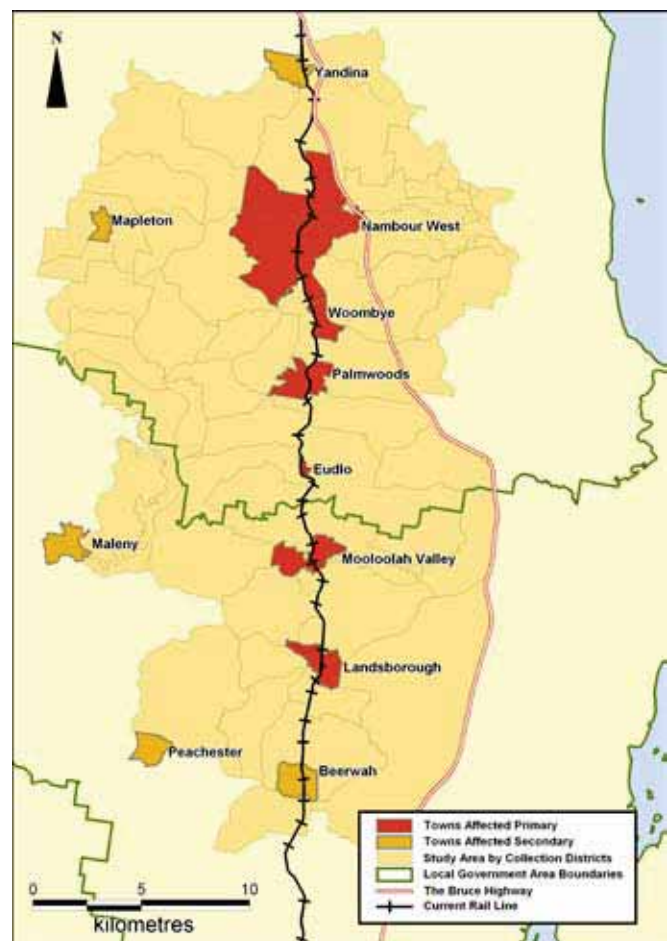 N
Yandina
Mapleton
Nambour West
Woombye
Palmwoods
Eudlo
Maleny
Mooloolah Valley
Landsborough
Peachester
Beerwah
Towns Affected Primary
Towns Affected Secondary
Study Area by Collection Districts
Local Government Area Boundaries
The Bruce Highway
Current Rail Line
0 5 10
kilometres